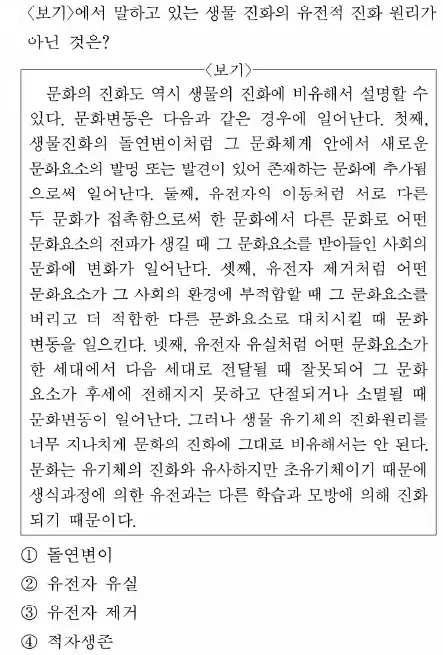 〈보기〉에서 말하고 있는 생물 진화의 유전적 진화 원리가
아닌 것은?
〈보기〉
문화의 진화도 역시 생물의 진화에 비유해서 설명할 수
있다. 문화변동은 다음과 같은 경우에 일어난다. 첫째,
생물진화의 돌연변이처럼 그 문화체계 안에서 새로운
문화요소의 발명 또는 발견이 있어 존재하는 문화에 추가됨
으로써 일어난다. 둘째, 유전자의 이동처럼 서로 다른
두 문화가 접촉함으로써 한 문화에서 다른 문화로 어떤
문화요소의 전파가 생길 때 그 문화요소를 받아들인 사회의
문화에 변화가 일어난다. 셋째, 유전자 제거처럼 어떤
문화요소가 그 사회의 환경에 부적합할 때 그 문화요소를
버리고 더 적합한 다른 문화요소로 대치시킬 때 문화
변동을 일으킨다. 넷째, 유전자 유실처럼 어떤 문화요소가
한 세대에서 다음 세대로 전달될 때 잘못되어 그 문화
요소가 후세에 전해지지 못하고 단절되거나 소멸될 때
문화변동이 일어난다. 그러나 생물 유기체의 진화원리를
너무 지나치게 문화의 진화에 그대로 비유해서는 안 된다.
문화는 유기체의 진화와 유사하지만 초유기체이기 때문에
생식과정에 의한 유전과는 다른 학습과 모방에 의해 진화
되기 때문이다.
① 돌연변이
② 유전자 유실
③ 유전자 제거
④ 적자생존